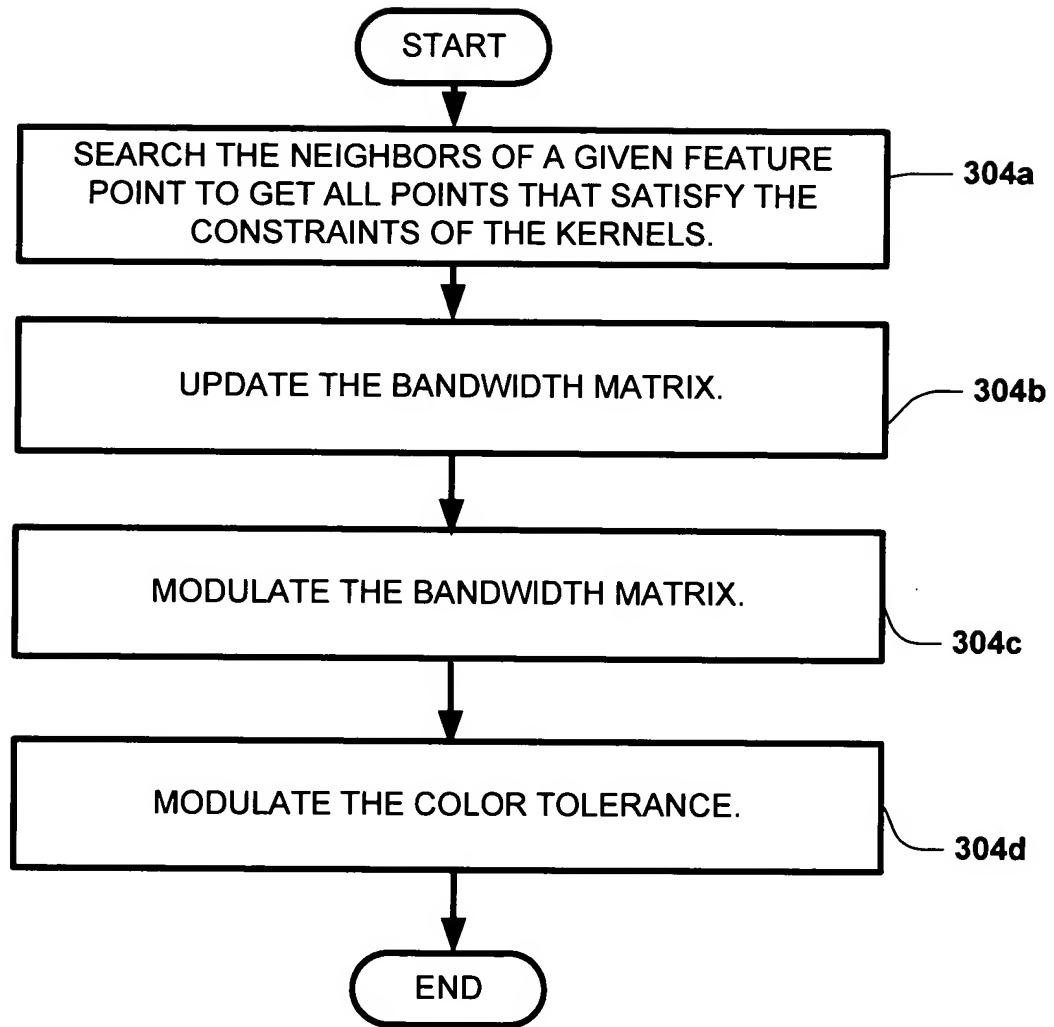 START
SEARCH THE NEIGHBORS OF A GIVEN FEATURE
POINT TO GET ALL POINTS THAT SATISFY THE
CONSTRAINTS OF THE KERNELS.
304a
UPDATE THE BANDWIDTH MATRIX.
304b
MODULATE THE BANDWIDTH MATRIX.
304c
MODULATE THE COLOR TOLERANCE.
304d
END